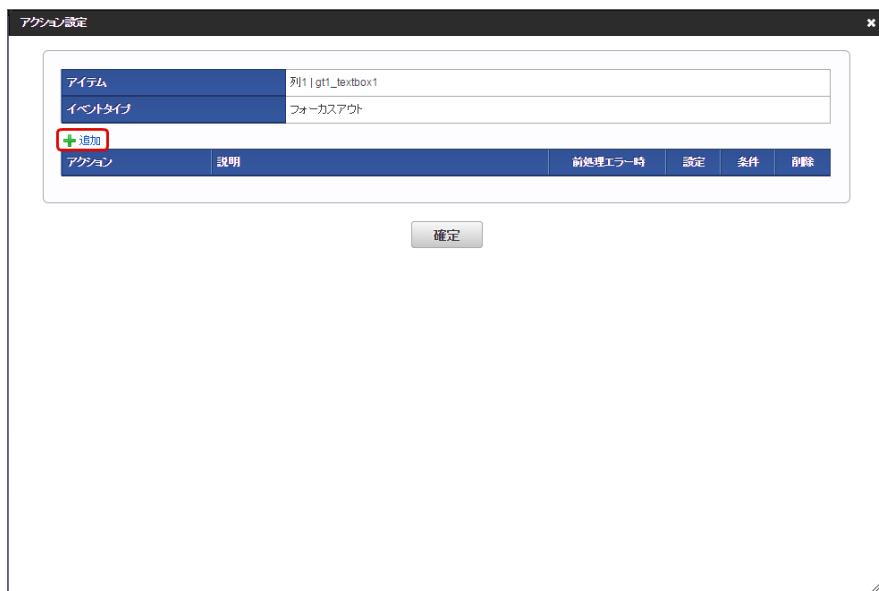 アクション設定
アイテム 列1 | gt1_textbox1
イベントタイプ フォーカスアウト
追加
アクション 説明 前処理エラー時 設定 条件 削除
確定